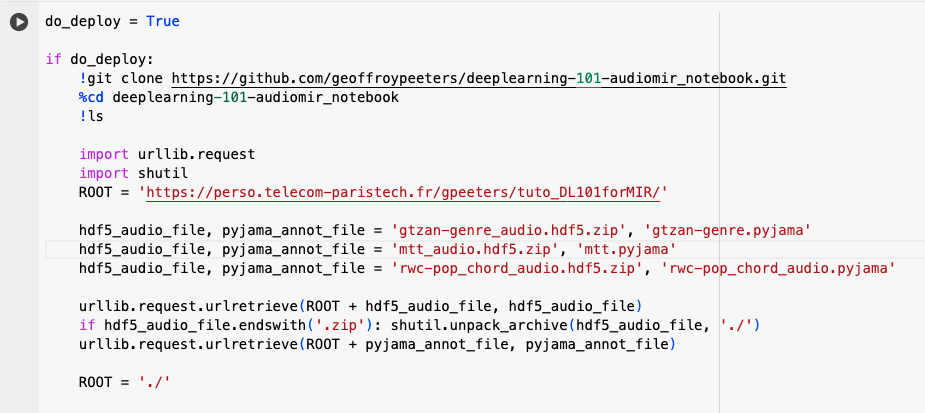 do_deploy = True
if do_deploy:
!git clone https://github.com/geoffroypeeters/deeplearning-101-audiomir_notebook.git
%cd deeplearning-101-audiomir_notebook
!ls
import urllib.request
import shutil
ROOT = 'https://perso.telecom-paristech.fr/gpeeters/tuto_DL101forMIR/'
hdf5_audio_file, pyjama_annot_file = 'gtzan-genre_audio.hdf5.zip', 'gtzan-genre.pyjama'
hdf5_audio_file, pyjama_annot_file = 'mtt_audio.hdf5.zip', 'mtt.pyjama'
hdf5_audio_file, pyjama_annot_file = 'rwc-pop_chord_audio.hdf5.zip', 'rwc-pop_chord_audio.pyjama'
urllib.request.urlretrieve(ROOT + hdf5_audio_file, hdf5_audio_file)
if hdf5_audio_file.endswith('.zip'): shutil.unpack_archive(hdf5_audio_file, './')
urllib.request.urlretrieve(ROOT + pyjama_annot_file, pyjama_annot_file)
ROOT = './'